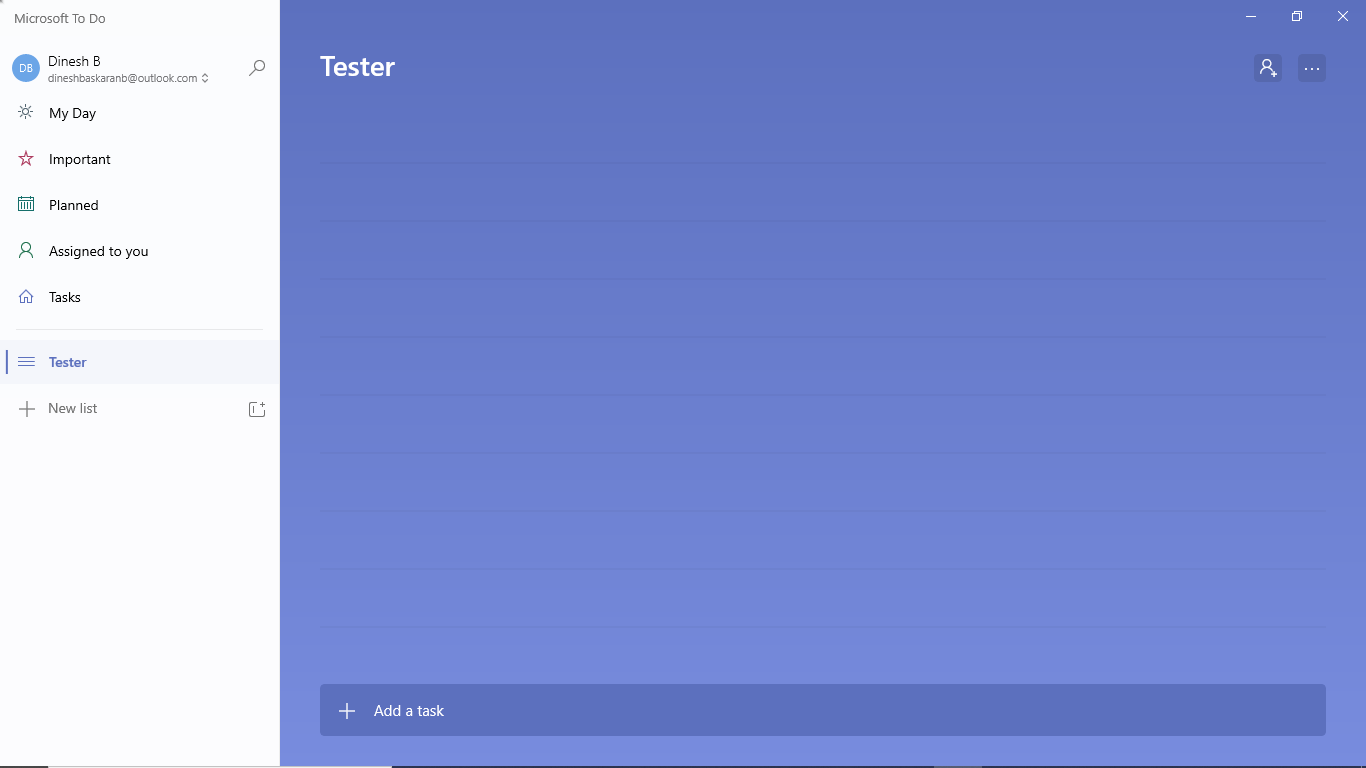 Microsoft To Do
DB
Dinesh B
dineshbaskaranb@outlook.com
My Day
Important
Planned
Assigned to you
Tasks
Tester
New list
Tester
Add a task